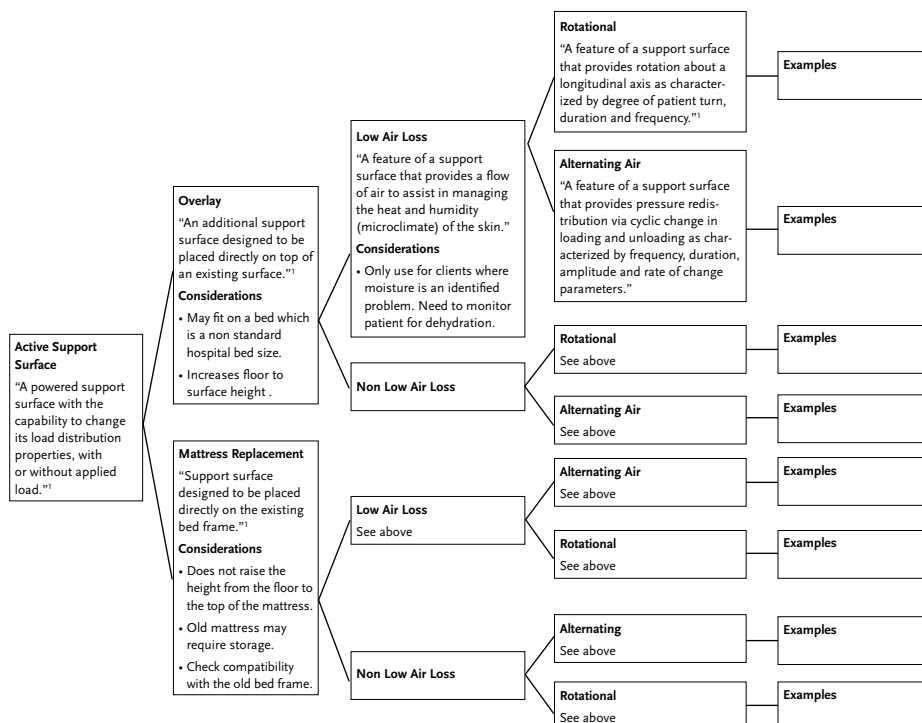 Active Support
Surface
“A powered support
surface with the
capability to change
its load distribution
properties, with
or without applied
load.”¹
Overlay
“An additional support
surface designed to be
placed directly on top of
an existing surface.”¹
Considerations
• May fit on a bed which
is a non standard
hospital bed size.
• Increases floor to
surface height .
Low Air Loss
“A feature of a support
surface that provides a flow
of air to assist in managing
the heat and humidity
(microclimate) of the skin.”
Considerations
• Only use for clients where
moisture is an identified
problem. Need to monitor
patient for dehydration.
Rotational
“A feature of a support surface
that provides rotation about a
longitudinal axis as character-
ized by degree of patient turn,
duration and frequency.”¹
Examples
Alternating Air
“A feature of a support surface
that provides pressure redis-
tribution via cyclic change in
loading and unloading as char-
acterized by frequency, duration,
amplitude and rate of change
parameters.”
Examples
Non Low Air Loss
Rotational
See above
Examples
Alternating Air
See above
Examples
Mattress Replacement
“Support surface
designed to be placed
directly on the existing
bed frame.”¹
Considerations
• Does not raise the
height from the floor to
the top of the mattress.
• Old mattress may
require storage.
• Check compatibility
with the old bed frame.
Low Air Loss
See above
Alternating Air
See above
Examples
Rotational
See above
Examples
Non Low Air Loss
Alternating
See above
Examples
Rotational
See above
Examples